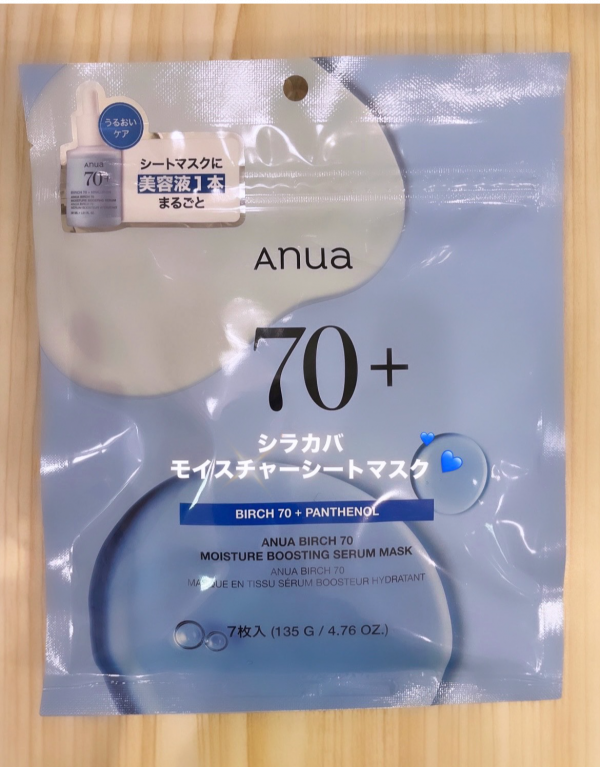 うるおい
ケア
シートマスクに
美容液1本
まるごと
Anua
70+
Anua
70+
シラカバ
モイスチャーシートマスク
BIRCH 70 + PANTHENOL
ANUA BIRCH 70
MOISTURE BOOSTING SERUM MASK
ANUA BIRCH 70
MASQUE EN TISSU SÉRUM BOOSTEUR HYDRATANT
7枚入 (135 G / 4.76 OZ.)